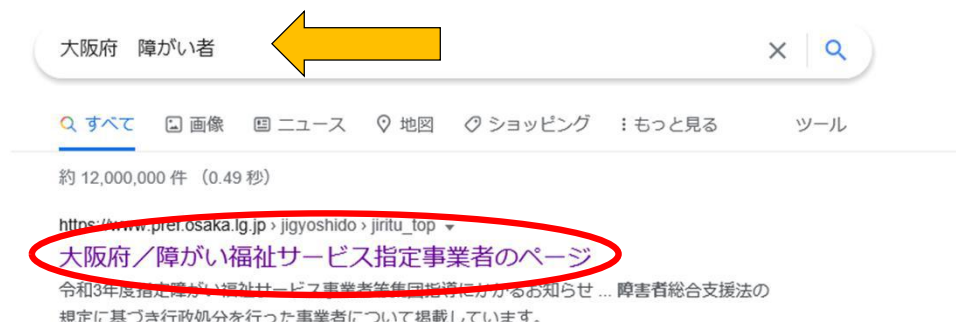 大阪府 障がい者
すべて 画像 ニュース 地図 ショッピング もっと見る ツール
約 12,000,000 件 （0.49 秒）
https://www.pref.osaka.lg.jp › jigyoshido › jiritu_top
大阪府／障がい福祉サービス指定事業者のページ
令和3年度指定障がい福祉サービス事業者等集団指導にかかるお知らせ ... 障害者総合支援法の
規定に基づき行政処分を行った事業者について掲載しています。